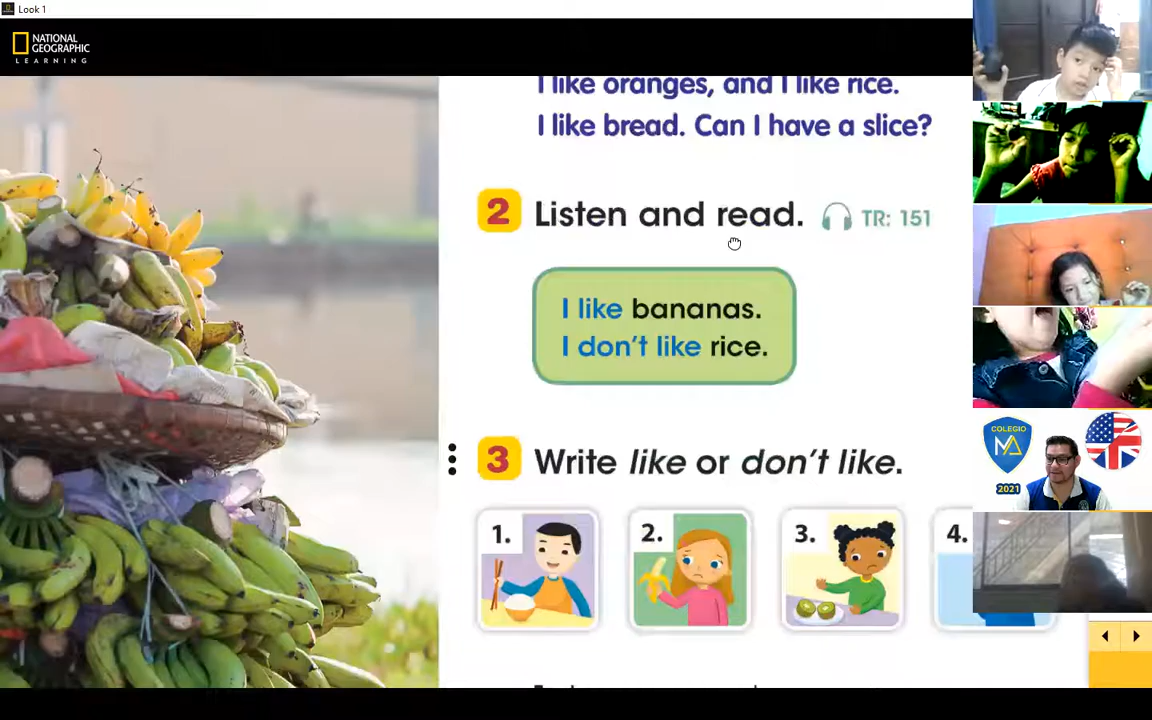 Look 1
NATIONAL
GEOGRAPHIC
LEARNING
I like oranges, and I like rice.
I like bread. Can I have a slice?
2 Listen and read. TR: 151
I like bananas.
I don't like rice.
3 Write like or don't like.
1. 2. 3. 4.
COLEGIO
MA
2021